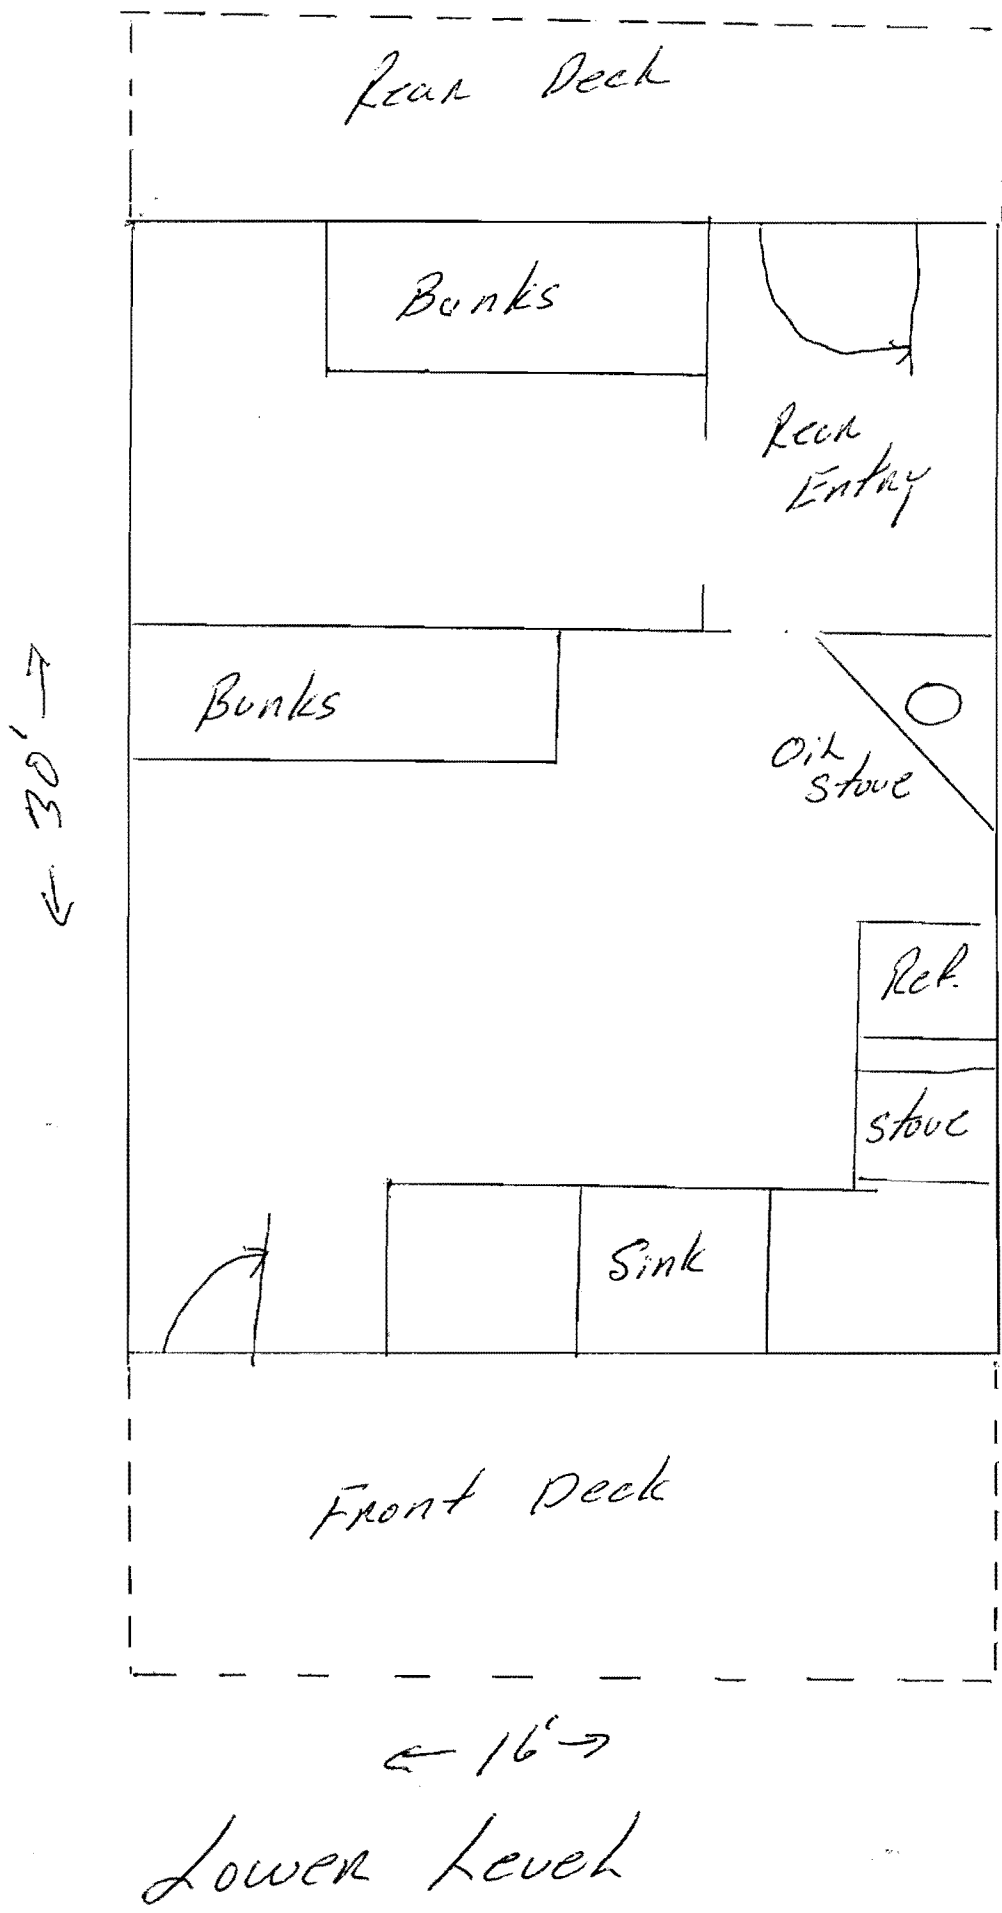 Rear Deck
Bunks
Rear
Entry
Bunks
Oil
Stove
← 30' →
Ref.
Stove
Sink
Front Deck
← 16' →
Lower Level